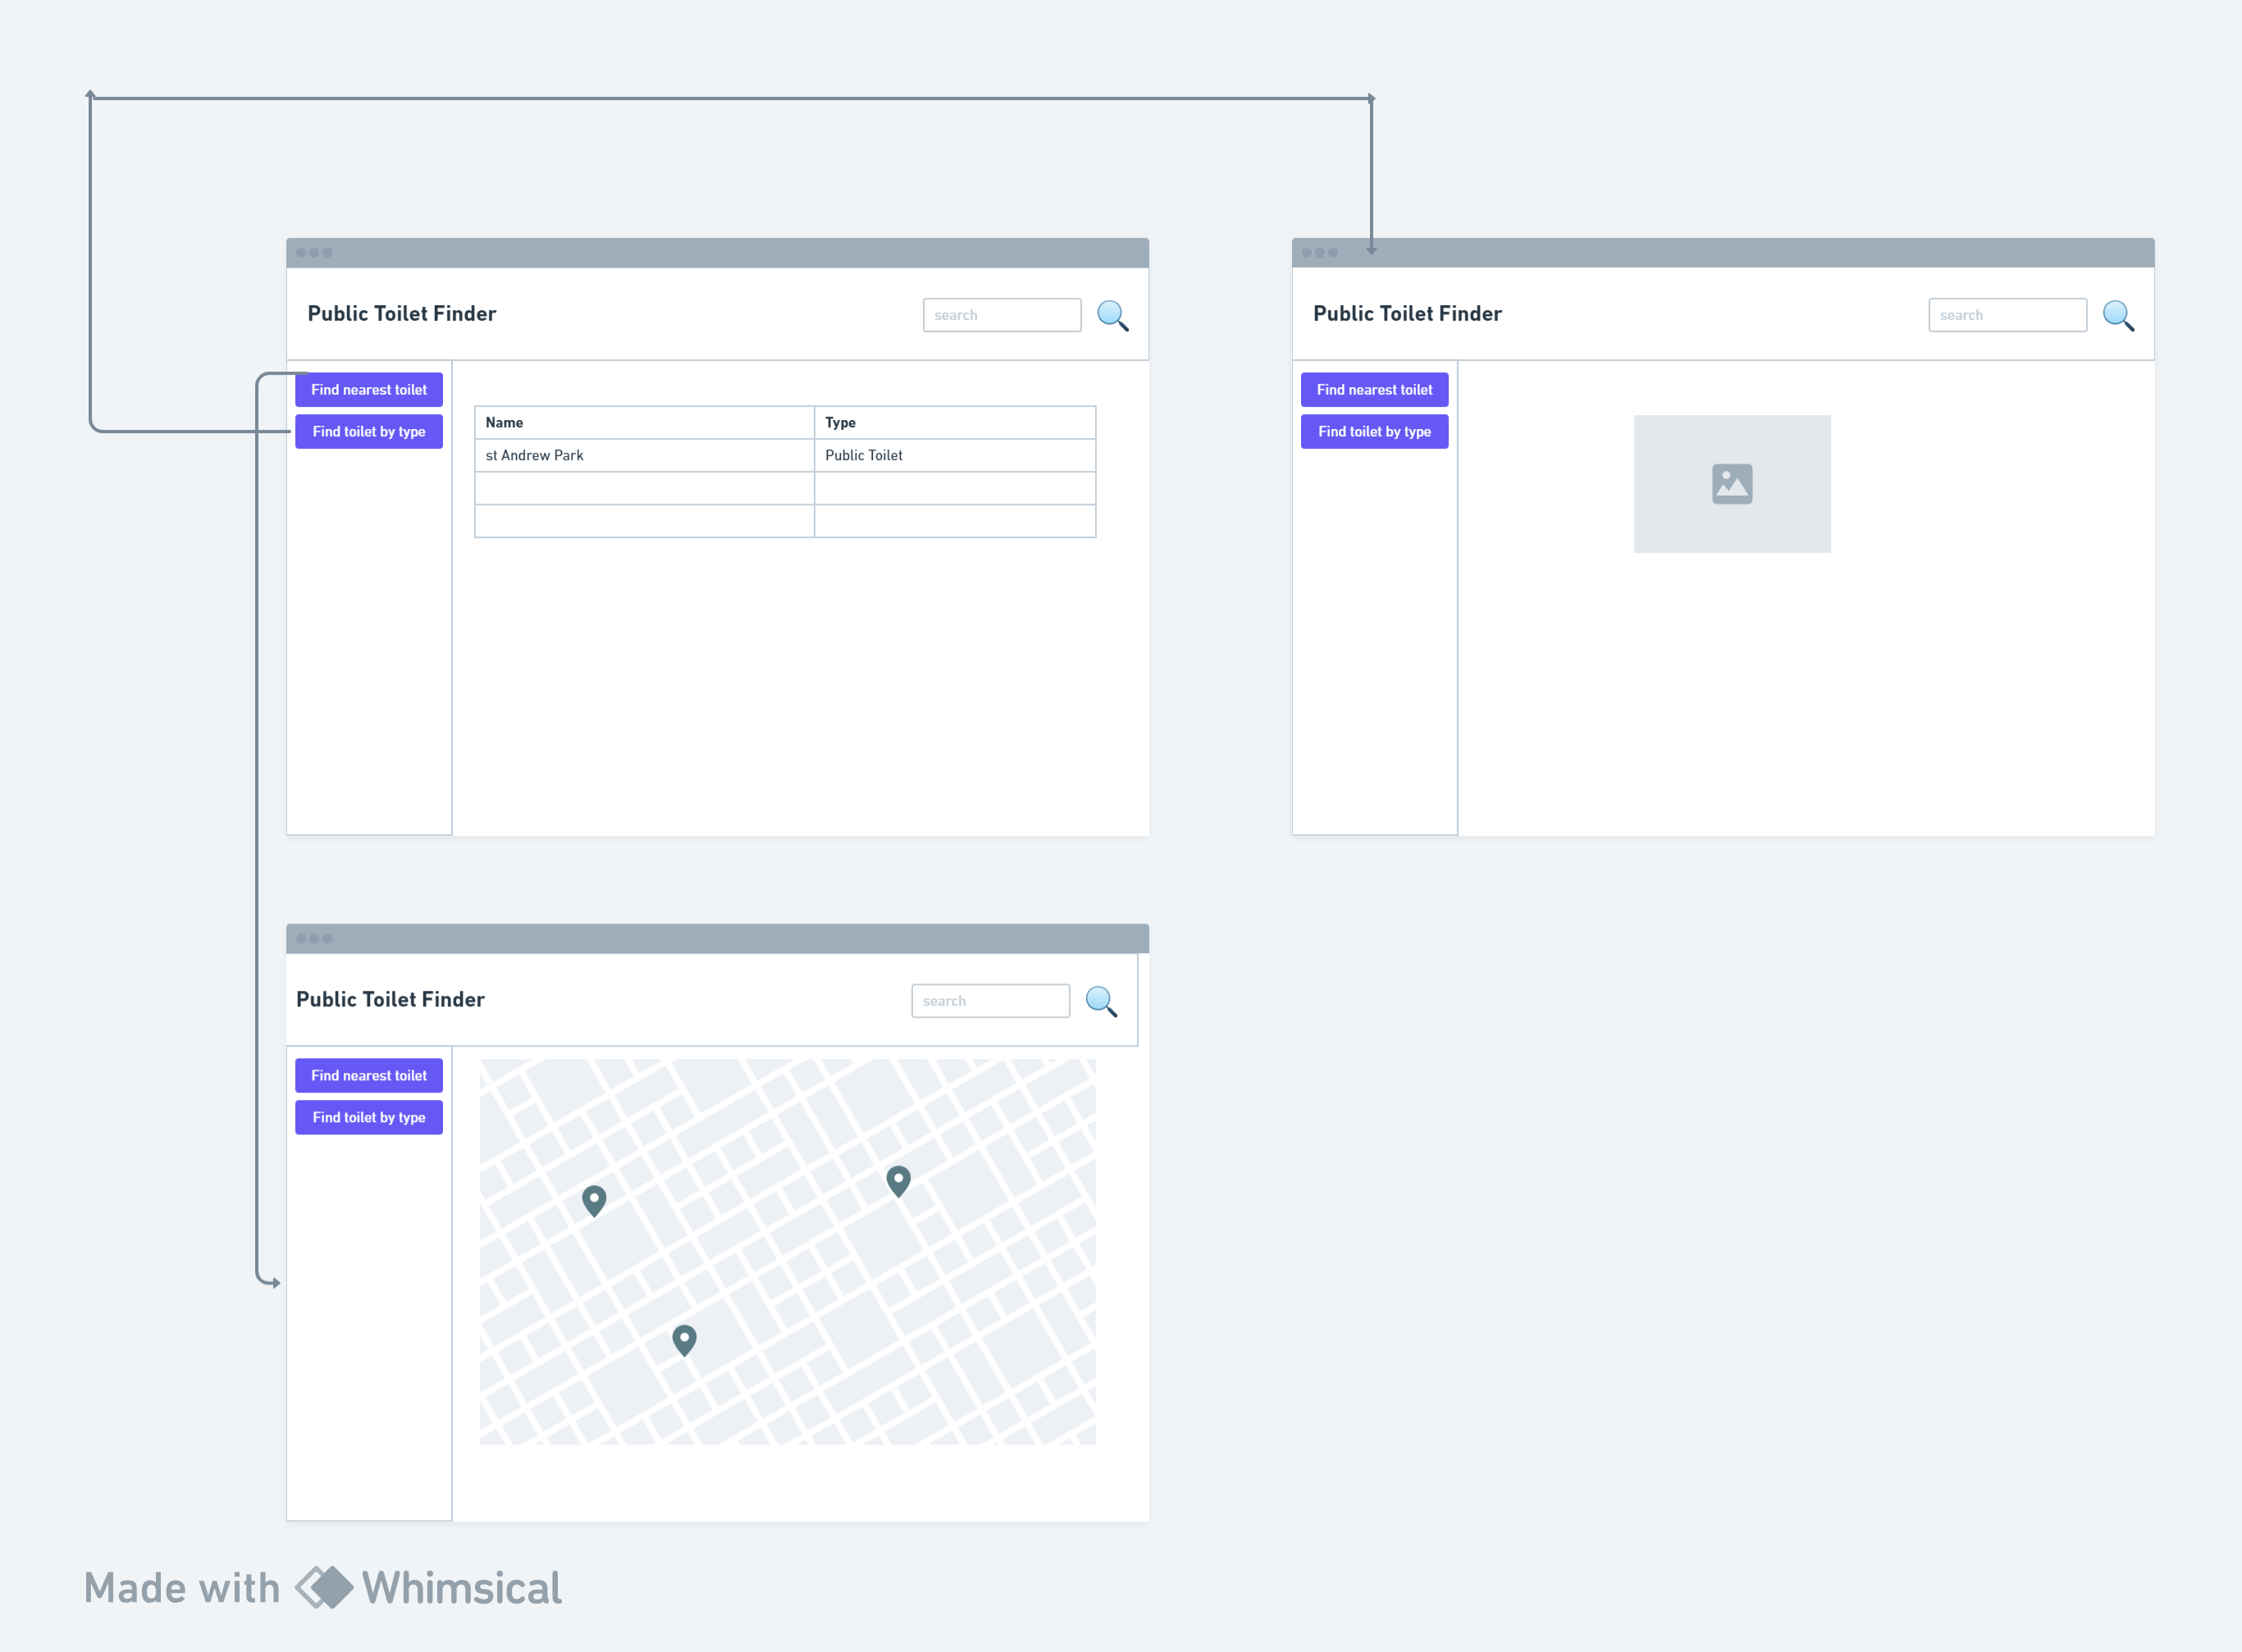 Public Toilet Finder
search
Find nearest toilet
Find toilet by type
Name Type
st Andrew Park Public Toilet
Public Toilet Finder
search
Find nearest toilet
Find toilet by type
Public Toilet Finder
search
Find nearest toilet
Find toilet by type
Made with Whimsical